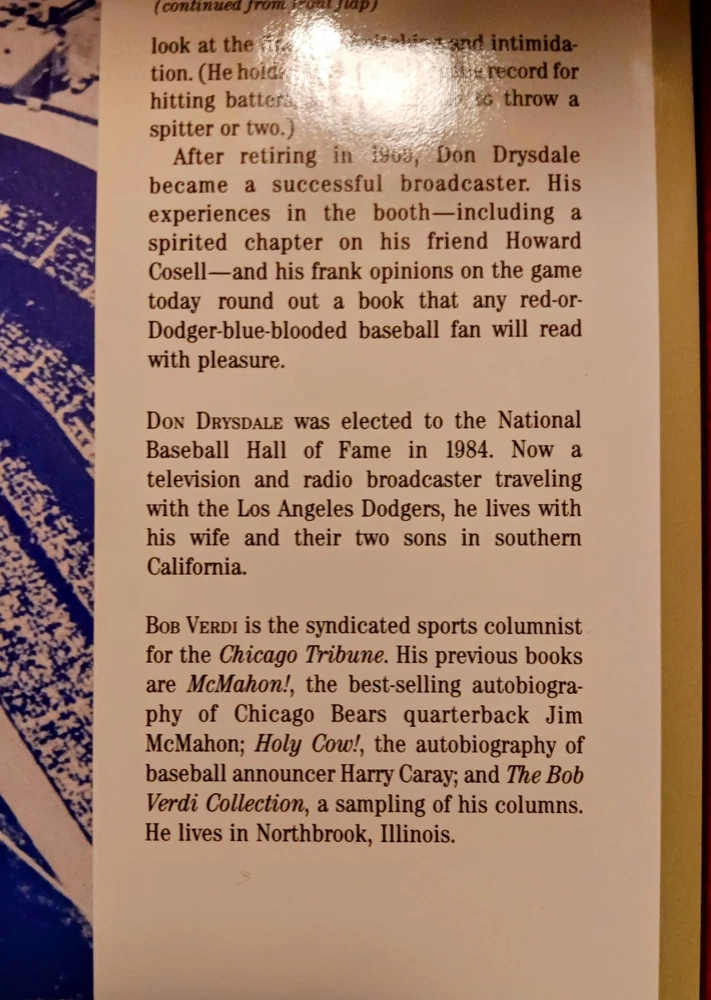 (continued from front flap)
look at the pitching and intimida-
tion. (He holds record for
hitting batters to throw a
spitter or two.)
After retiring in 1969, Don Drysdale
became a successful broadcaster. His
experiences in the booth—including a
spirited chapter on his friend Howard
Cosell—and his frank opinions on the game
today round out a book that any red-or-
Dodger-blue-blooded baseball fan will read
with pleasure.
DON DRYSDALE was elected to the National
Baseball Hall of Fame in 1984. Now a
television and radio broadcaster traveling
with the Los Angeles Dodgers, he lives with
his wife and their two sons in southern
California.
BOB VERDI is the syndicated sports columnist
for the Chicago Tribune. His previous books
are McMahon!, the best-selling autobiogra-
phy of Chicago Bears quarterback Jim
McMahon; Holy Cow!, the autobiography of
baseball announcer Harry Caray; and The Bob
Verdi Collection, a sampling of his columns.
He lives in Northbrook, Illinois.